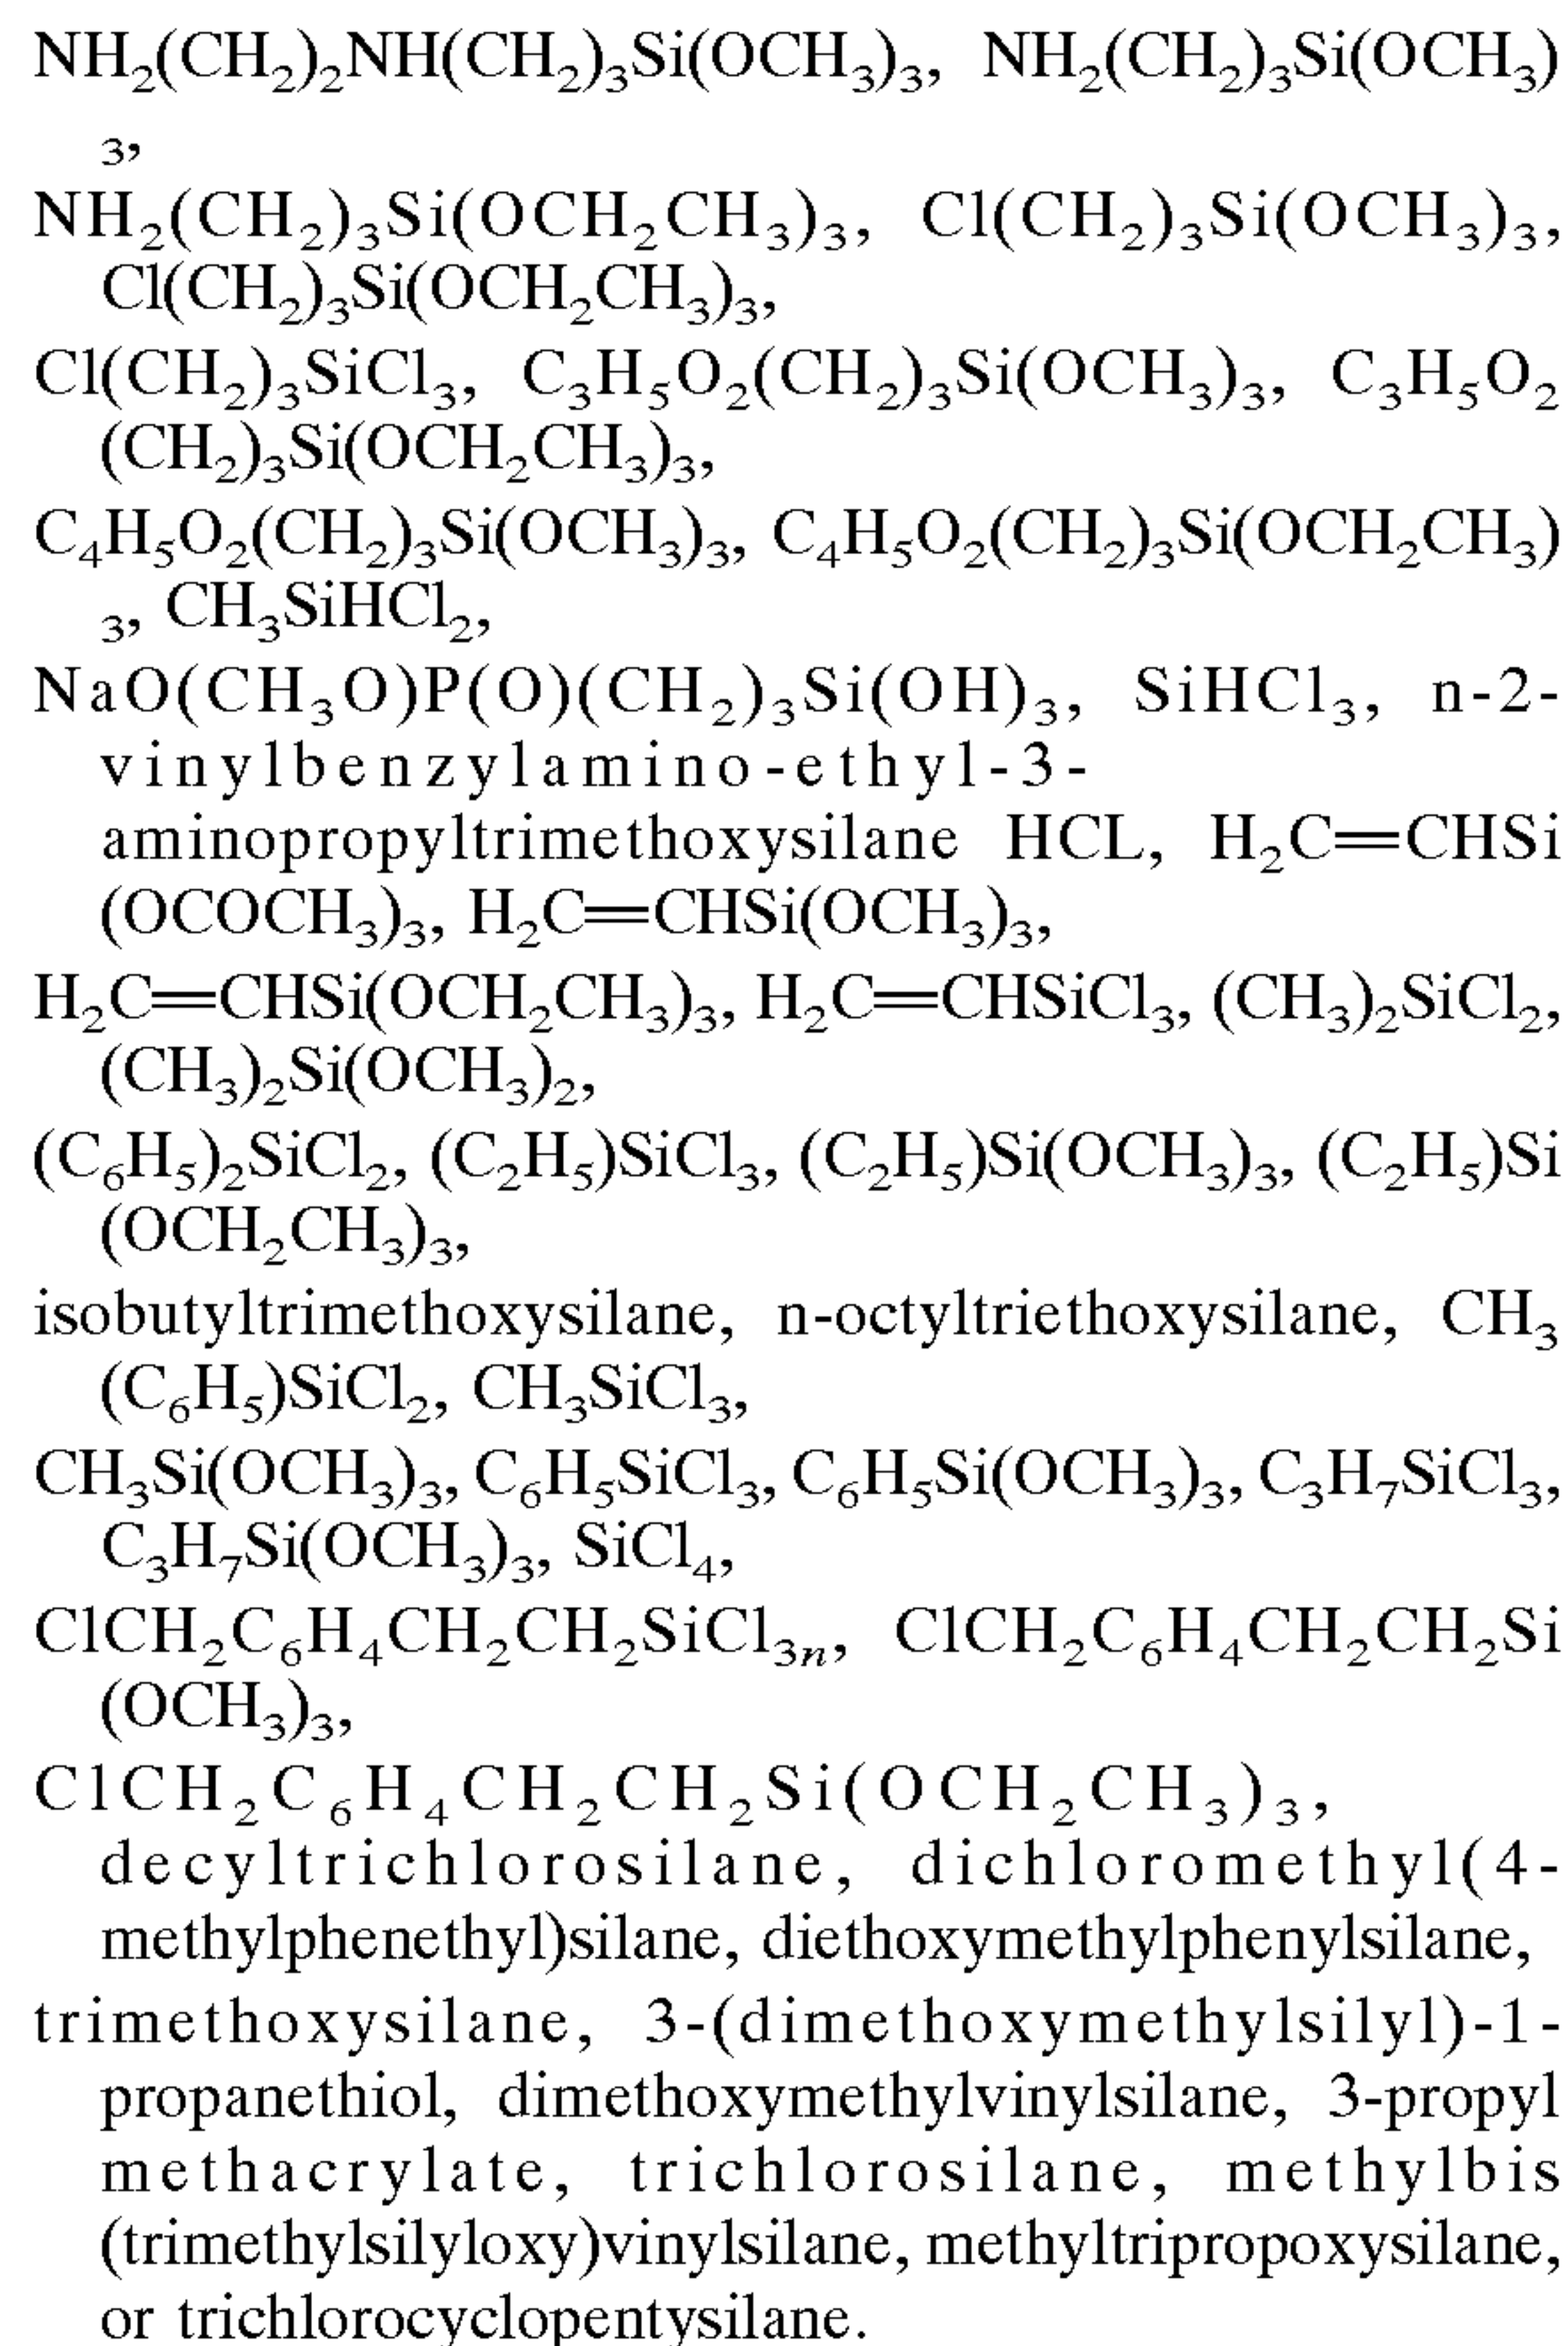 NH₂(CH₂)₂NH(CH₂)₃Si(OCH₃)₃, NH₂(CH₂)₃Si(OCH₃)
₃,
NH₂(CH₂)₃Si(OCH₂CH₃)₃, Cl(CH₂)₃Si(OCH₃)₃,
Cl(CH₂)₃Si(OCH₂CH₃)₃,
Cl(CH₂)₃SiCl₃, C₃H₅O₂(CH₂)₃Si(OCH₃)₃, C₃H₅O₂
(CH₂)₃Si(OCH₂CH₃)₃,
C₄H₅O₂(CH₂)₃Si(OCH₃)₃, C₄H₅O₂(CH₂)₃Si(OCH₂CH₃)
₃, CH₃SiHCl₂,
NaO(CH₃O)P(O)(CH₂)₃Si(OH)₃, SiHCl₃, n-2-
vinylbenzylamino-ethyl-3-
aminopropyltrimethoxysilane HCL, H₂C=CHSi
(OCOCH₃)₃, H₂C=CHSi(OCH₃)₃,
H₂C=CHSi(OCH₂CH₃)₃, H₂C=CHSiCl₃, (CH₃)₂SiCl₂,
(CH₃)₂Si(OCH₃)₂,
(C₆H₅)₂SiCl₂, (C₂H₅)SiCl₃, (C₂H₅)Si(OCH₃)₃, (C₂H₅)Si
(OCH₂CH₃)₃,
isobutyltrimethoxysilane, n-octyltriethoxysilane, CH₃
(C₆H₅)SiCl₂, CH₃SiCl₃,
CH₃Si(OCH₃)₃, C₆H₅SiCl₃, C₆H₅Si(OCH₃)₃, C₃H₇SiCl₃,
C₃H₇Si(OCH₃)₃, SiCl₄,
ClCH₂C₆H₄CH₂CH₂SiCl₃ₙ, ClCH₂C₆H₄CH₂CH₂Si
(OCH₃)₃,
ClCH₂C₆H₄CH₂CH₂Si(OCH₂CH₃)₃,
decyltrichlorosilane, dichloromethyl(4-
methylphenethyl)silane, diethoxymethylphenylsilane,
trimethoxysilane, 3-(dimethoxymethylsilyl)-1-
propanethiol, dimethoxymethylvinylsilane, 3-propyl
methacrylate, trichlorosilane, methylbis
(trimethylsilyloxy)vinylsilane, methyltripropoxysilane,
or trichlorocyclopentysilane.